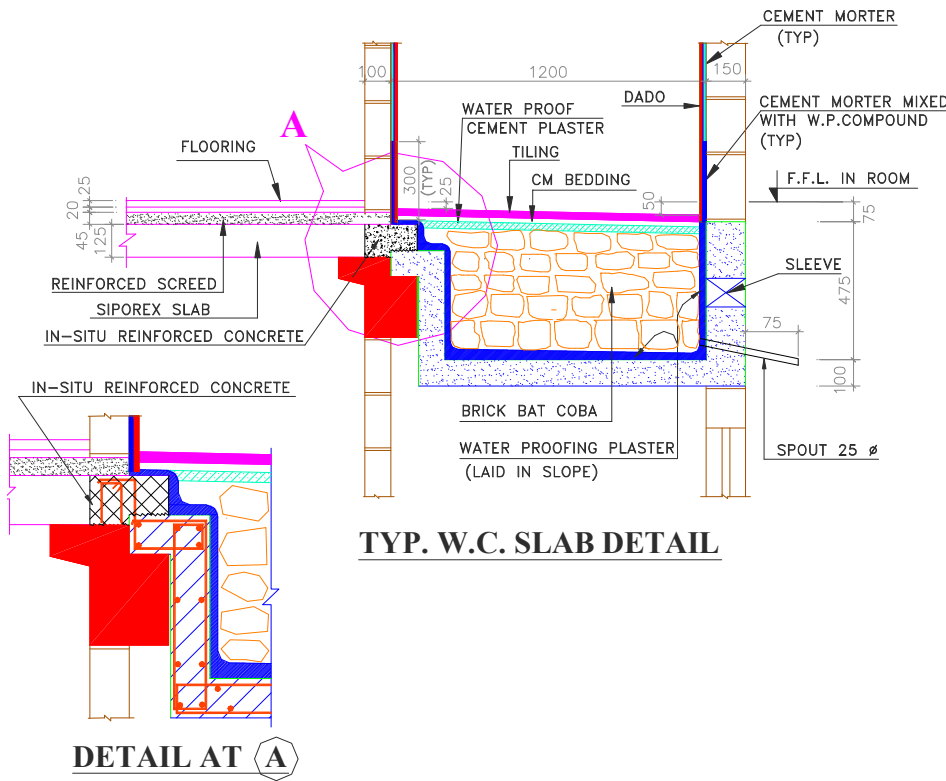 CEMENT MORTER
(TYP)
100
1200
150
DADO
CEMENT MORTER MIXED
WITH W.P.COMPOUND
(TYP)
WATER PROOF
CEMENT PLASTER
A
FLOORING
TILING
300
(TYP)
CM BEDDING
F.F.L. IN ROOM
25
20
45
125
25
50
75
SLEEVE
475
REINFORCED SCREED
SIPOREX SLAB
IN-SITU REINFORCED CONCRETE
75
100
IN-SITU REINFORCED CONCRETE
BRICK BAT COBA
WATER PROOFING PLASTER
(LAID IN SLOPE)
SPOUT 25 ø
TYP. W.C. SLAB DETAIL
DETAIL AT A